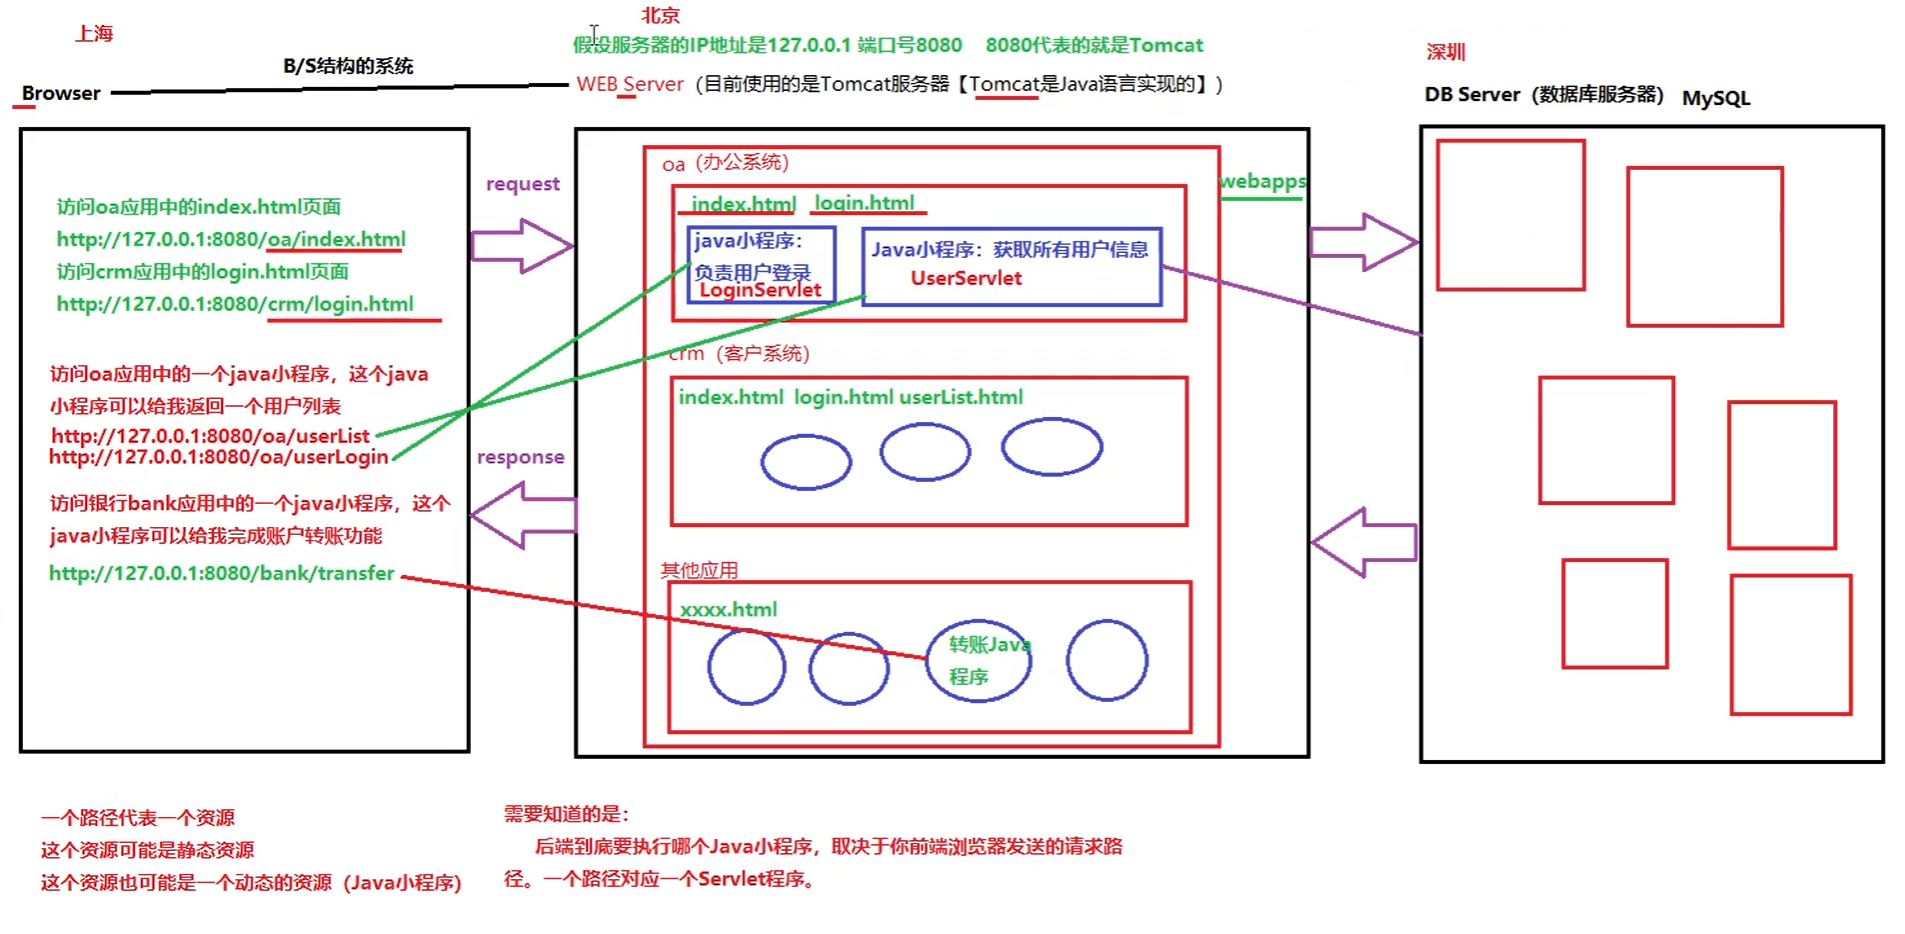 上海
北京
假设服务器的IP地址是127.0.0.1 端口号8080 8080代表的就是Tomcat
B/S结构的系统
Browser
WEB Server（目前使用的是Tomcat服务器【Tomcat是Java语言实现的】）
深圳
DB Server（数据库服务器） MySQL
访问oa应用中的index.html页面
http://127.0.0.1:8080/oa/index.html
访问crm应用中的login.html页面
http://127.0.0.1:8080/crm/login.html
访问oa应用中的一个java小程序，这个java
小程序可以给我返回一个用户列表
http://127.0.0.1:8080/oa/userList
http://127.0.0.1:8080/oa/userLogin
访问银行bank应用中的一个java小程序，这个
java小程序可以给我完成账户转账功能
http://127.0.0.1:8080/bank/transfer
request
response
oa（办公系统）
webapps
index.html login.html
java小程序：
负责用户登录
LoginServlet
Java小程序：获取所有用户信息
UserServlet
crm（客户系统）
index.html login.html userList.html
其他应用
xxxx.html
转账Java
程序
一个路径代表一个资源
这个资源可能是静态资源
这个资源也可能是一个动态的资源（Java小程序）
需要知道的是：
后端到底要执行哪个Java小程序，取决于你前端浏览器发送的请求路
径。一个路径对应一个Servlet程序。